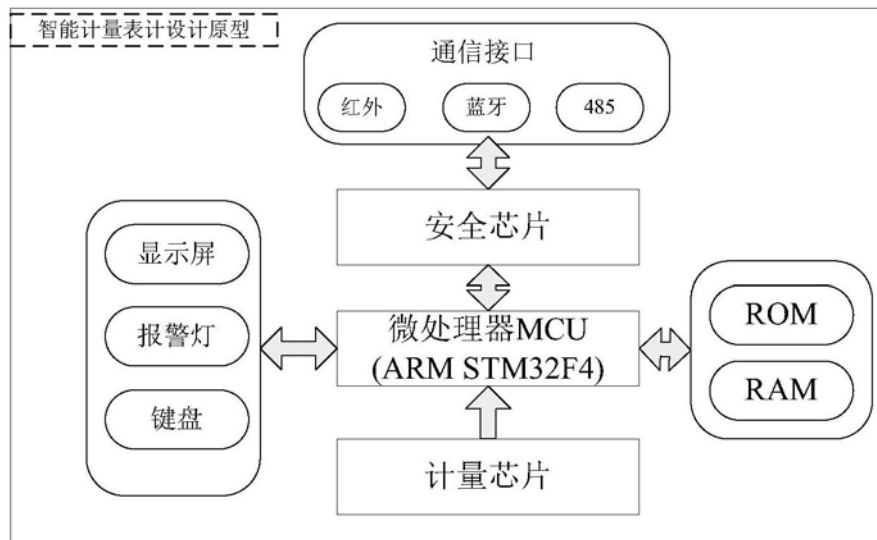 智能计量表计设计原型
通信接口
红外
蓝牙
485
安全芯片
显示屏
报警灯
键盘
微处理器MCU
(ARM STM32F4)
ROM
RAM
计量芯片